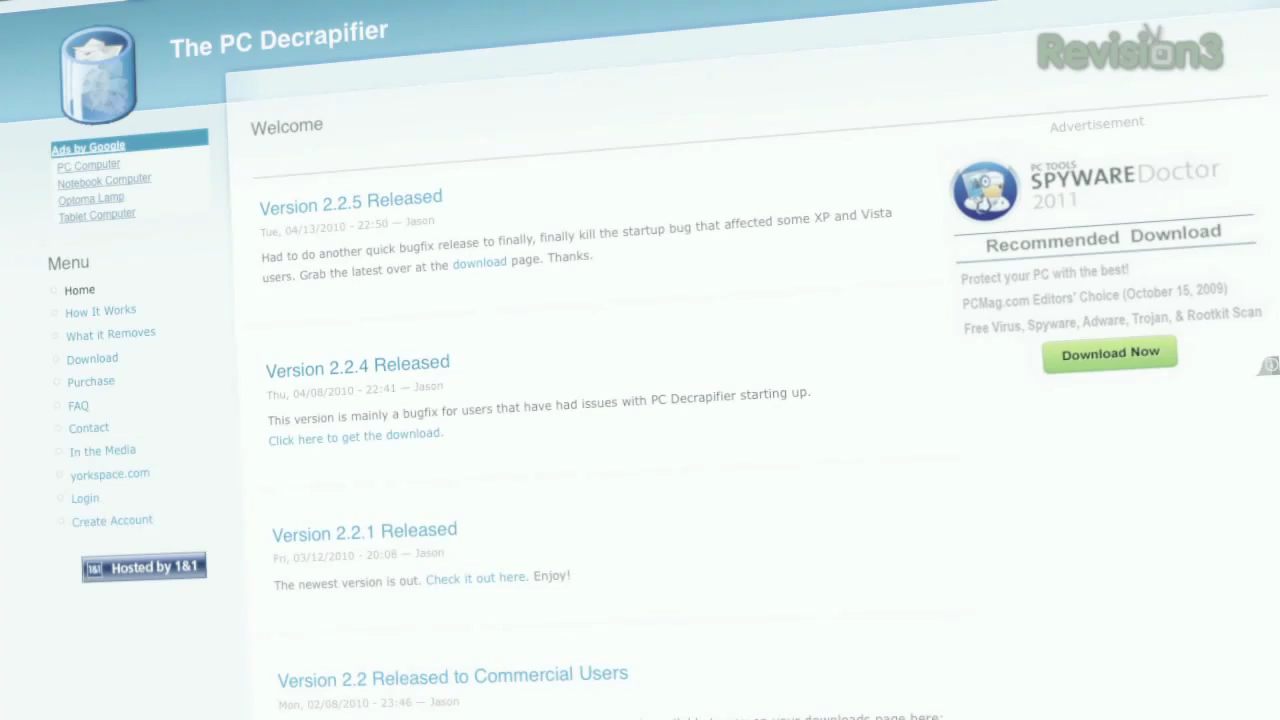 The PC Decrapifier
Revision3
Ads by Google
PC Computer
Notebook Computer
Optoma Lamp
Tablet Computer
Menu
Home
How It Works
What it Removes
Download
Purchase
FAQ
Contact
In the Media
yorkspace.com
Login
Create Account
1&1 Hosted by 1&1
Welcome
Version 2.2.5 Released
Tue, 04/13/2010 - 22:50 — Jason
Had to do another quick bugfix release to finally, finally kill the startup bug that affected some XP and Vista
users. Grab the latest over at the download page. Thanks.
Version 2.2.4 Released
Thu, 04/08/2010 - 22:41 — Jason
This version is mainly a bugfix for users that have had issues with PC Decrapifier starting up.
Click here to get the download.
Version 2.2.1 Released
Fri, 03/12/2010 - 20:08 — Jason
The newest version is out. Check it out here. Enjoy!
Version 2.2 Released to Commercial Users
Mon, 02/08/2010 - 23:46 — Jason
downloads page here:
Advertisement
PC TOOLS
SPYWARE Doctor
2011
Recommended Download
Protect your PC with the best!
PCMag.com Editors' Choice (October 15, 2009)
Free Virus, Spyware, Adware, Trojan, & Rootkit Scan
Download Now